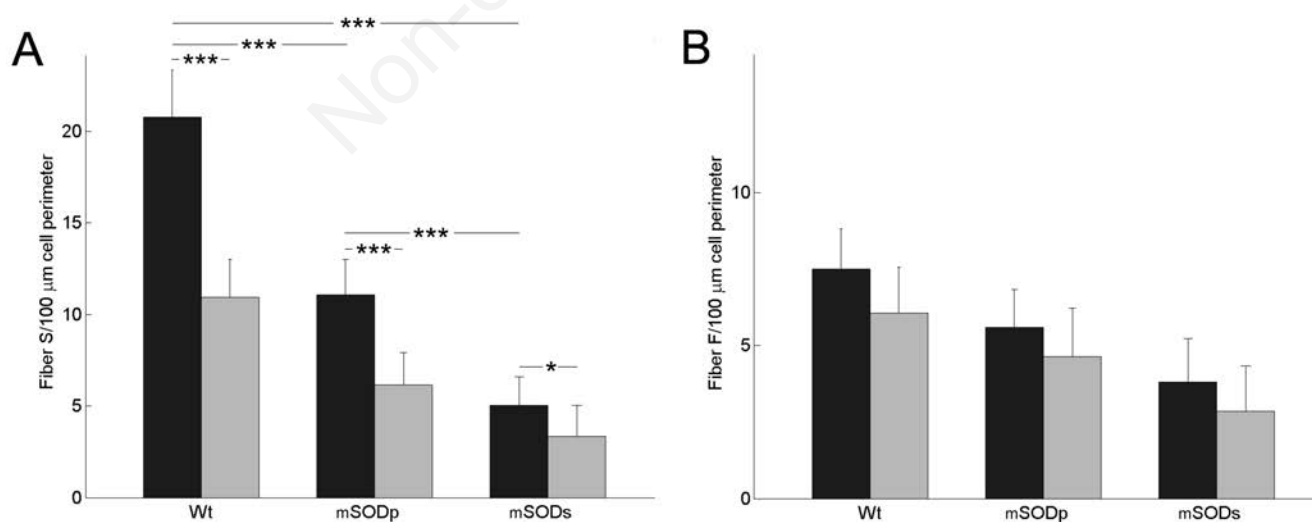 Non-c
A
***
***
***
***
***
*
20
15
10
5
0
Fiber S/100 μm cell perimeter
Wt
mSODp
mSODs
B
10
5
0
Fiber F/100 μm cell perimeter
Wt
mSODp
mSODs